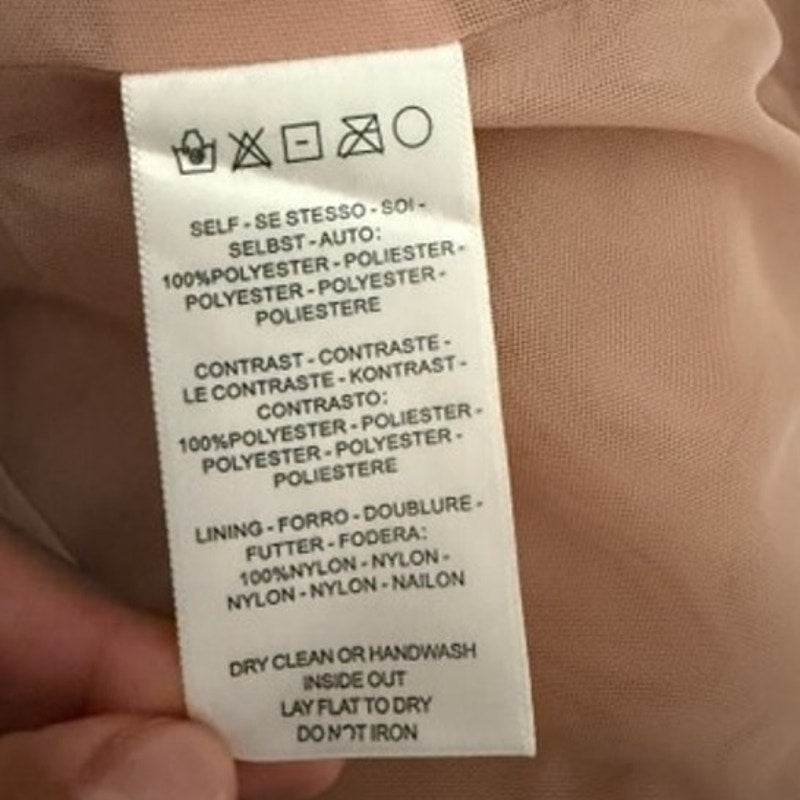 SELF - SE STESSO - SOI -
SELBST - AUTO:
100%POLYESTER - POLIESTER -
POLYESTER - POLYESTER -
POLIESTERE
CONTRAST - CONTRASTE -
LE CONTRASTE - KONTRAST -
CONTRASTO:
100%POLYESTER - POLIESTER -
POLYESTER - POLYESTER -
POLIESTERE
LINING - FORRO - DOUBLURE -
FUTTER - FODERA:
100%NYLON - NYLON -
NYLON - NYLON - NAILON
DRY CLEAN OR HANDWASH
INSIDE OUT
LAY FLAT TO DRY
DO NOT IRON